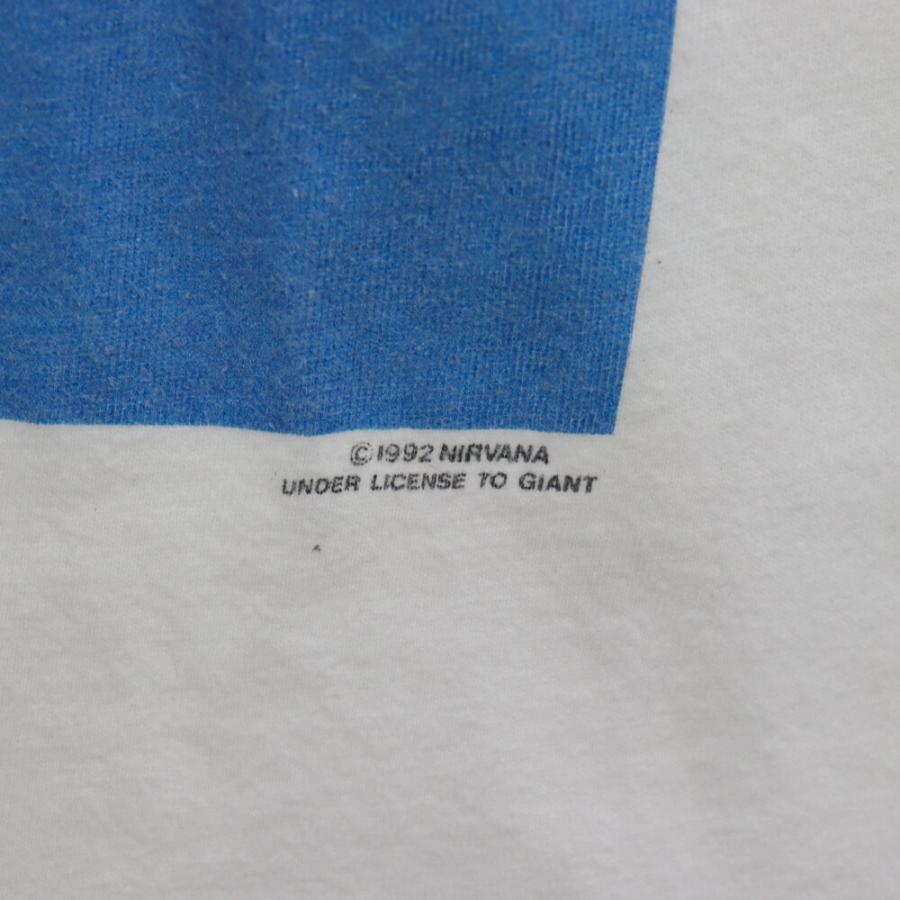 ©1992 NIRVANA
UNDER LICENSE TO GIANT